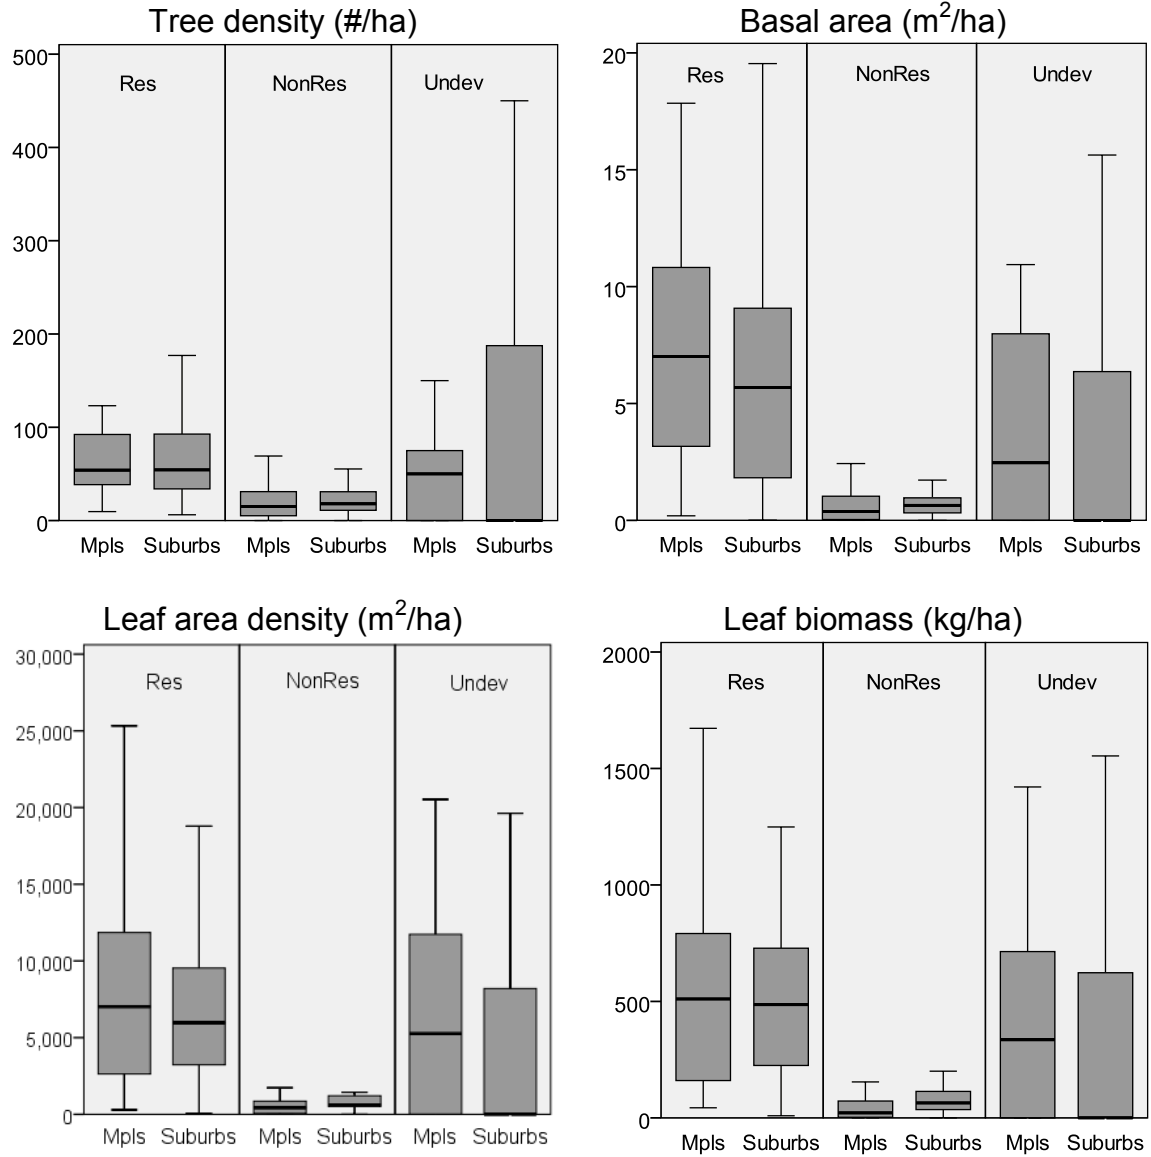 Tree density (#/ha)
500
400
300
200
100
0
Res
NonRes
Undev
Mpls Suburbs Mpls Suburbs Mpls Suburbs
Basal area (m²/ha)
20
15
10
5
0
Res
NonRes
Undev
Mpls Suburbs Mpls Suburbs Mpls Suburbs
Leaf area density (m²/ha)
30,000
25,000
20,000
15,000
10,000
5,000
0
Res
NonRes
Undev
Mpls Suburbs Mpls Suburbs Mpls Suburbs
Leaf biomass (kg/ha)
2000
1500
1000
500
0
Res
NonRes
Undev
Mpls Suburbs Mpls Suburbs Mpls Suburbs